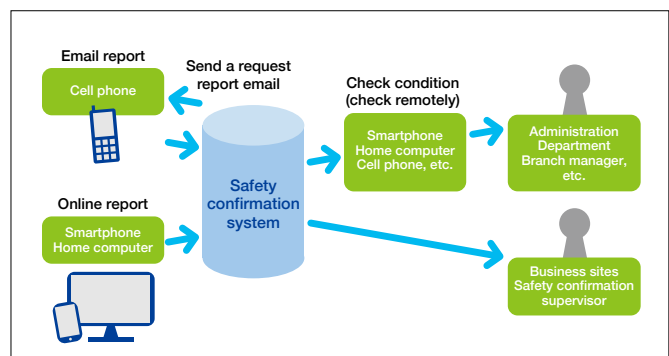 Email report
Cell phone
Send a request
report email
Check condition
(check remotely)
Smartphone
Home computer
Cell phone, etc.
Administration
Department
Branch manager,
etc.
Safety
confirmation
system
Online report
Smartphone
Home computer
Business sites
Safety confirmation
supervisor